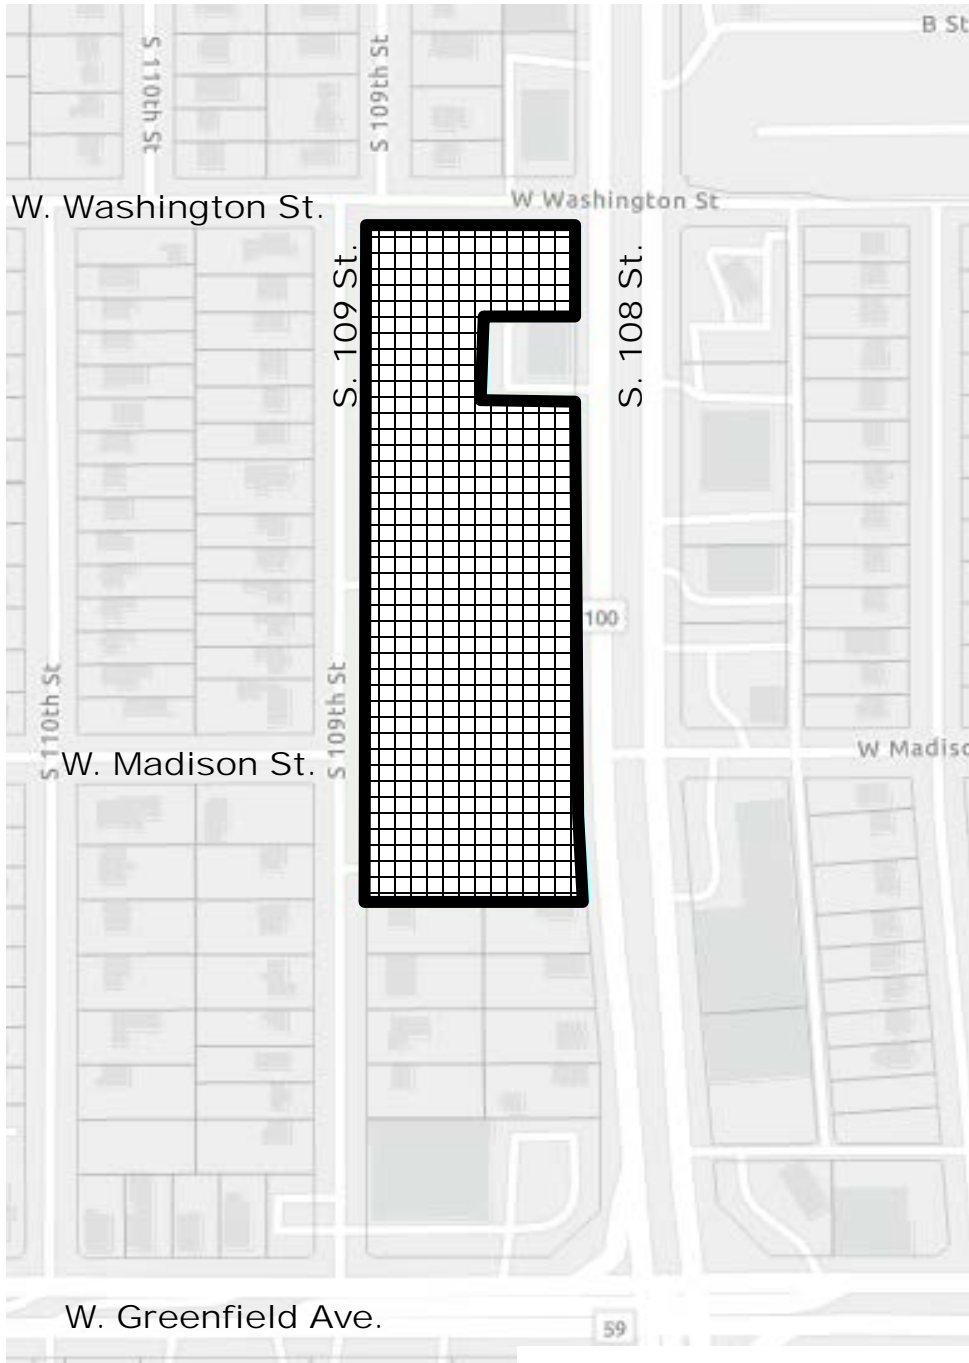 B St
S 110th St
S 109th St
W. Washington St.
W Washington St
S. 109 St.
S. 108 St.
100
S 110th St
S 109th St
W. Madison St.
W Madiso
W. Greenfield Ave.
59